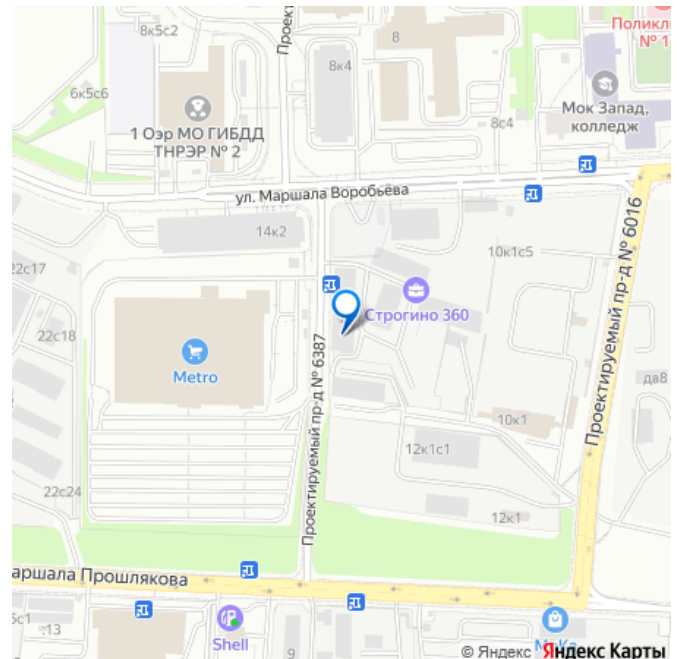 8к5с2
Проект
8
8к4
Поликл
№ 1
6к5с6
1 Оэр МО ГИБДД
ТНРЭР № 2
Мок Запад,
колледж
8с4
ул. Маршала Воробьёва
14к2
10к1с5
Проектируемый пр-д № 6016
22с17
Строгино 360
22с18
Metro
Проектируемый пр-д № 6387
дв8
10к1
12к1с1
22с24
12к1
аршала Прошлякова
6с1
13
Shell
9
© Яндекс Яндекс Карты